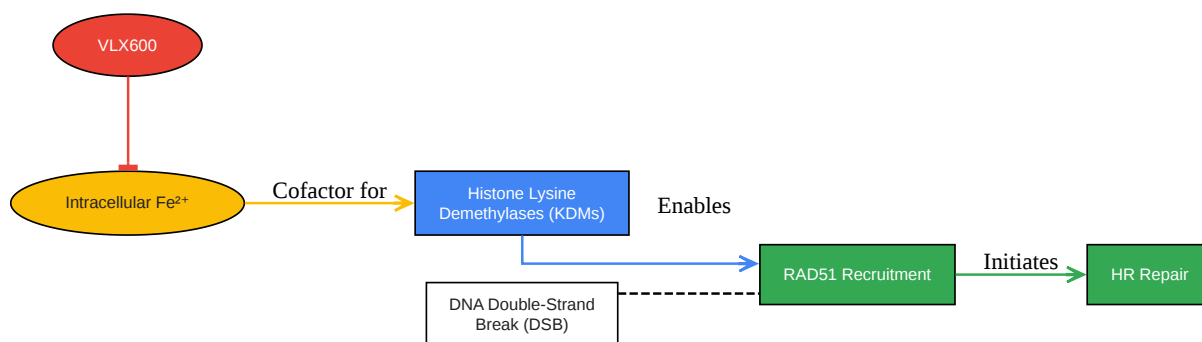 VLX600
Intracellular Fe²⁺
Cofactor for
Histone Lysine
Demethylases (KDMs)
Enables
RAD51 Recruitment
Initiates
HR Repair
DNA Double-Strand
Break (DSB)